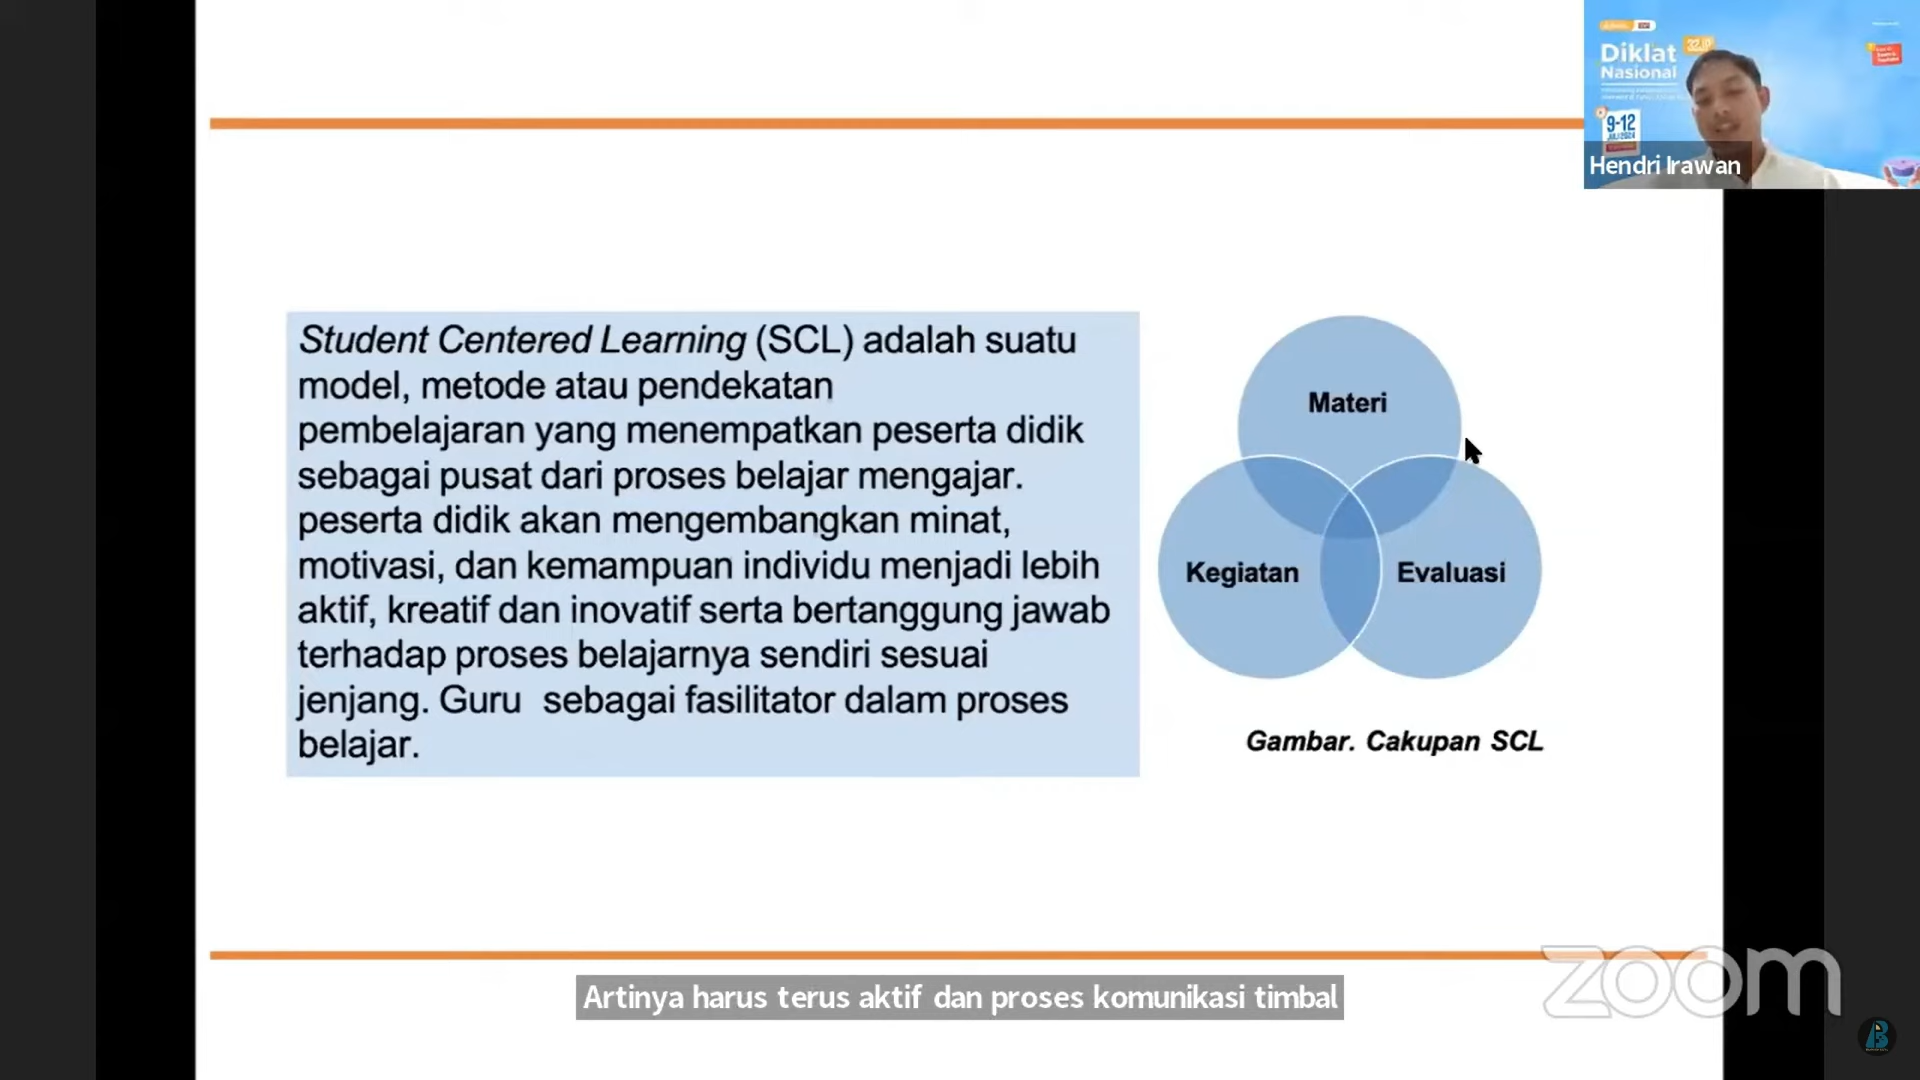 Diklat
32JP
Nasional
9-12
Hendri Irawan
Student Centered Learning (SCL) adalah suatu
model, metode atau pendekatan
pembelajaran yang menempatkan peserta didik
sebagai pusat dari proses belajar mengajar.
peserta didik akan mengembangkan minat,
motivasi, dan kemampuan individu menjadi lebih
aktif, kreatif dan inovatif serta bertanggung jawab
terhadap proses belajarnya sendiri sesuai
jenjang. Guru sebagai fasilitator dalam proses
belajar.
Materi
Kegiatan
Evaluasi
Gambar. Cakupan SCL
zoom
Artinya harus terus aktif dan proses komunikasi timbal